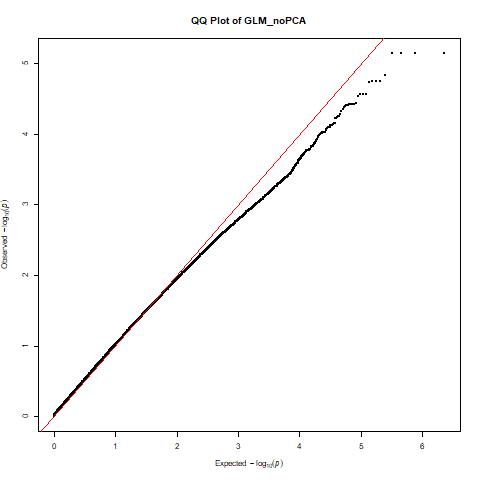 QQ Plot of GLM_noPCA
Observed −log₁₀(p)
5
4
3
2
1
0
0 1 2 3 4 5 6
Expected −log₁₀(p)